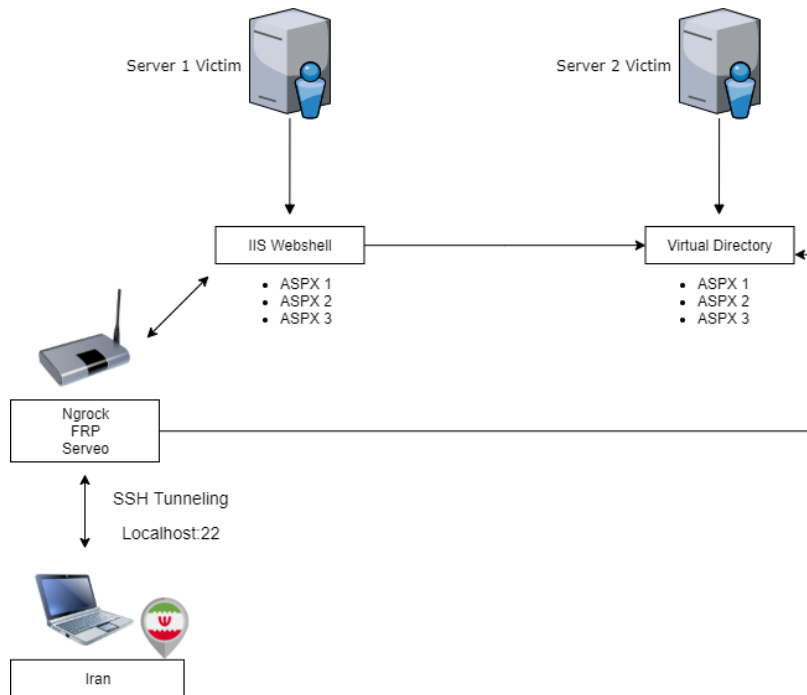 Server 1 Victim
Server 2 Victim
IIS Webshell
Virtual Directory
ASPX 1
ASPX 2
ASPX 3
ASPX 1
ASPX 2
ASPX 3
Ngrock
FRP
Serveo
SSH Tunneling
Localhost:22
Iran